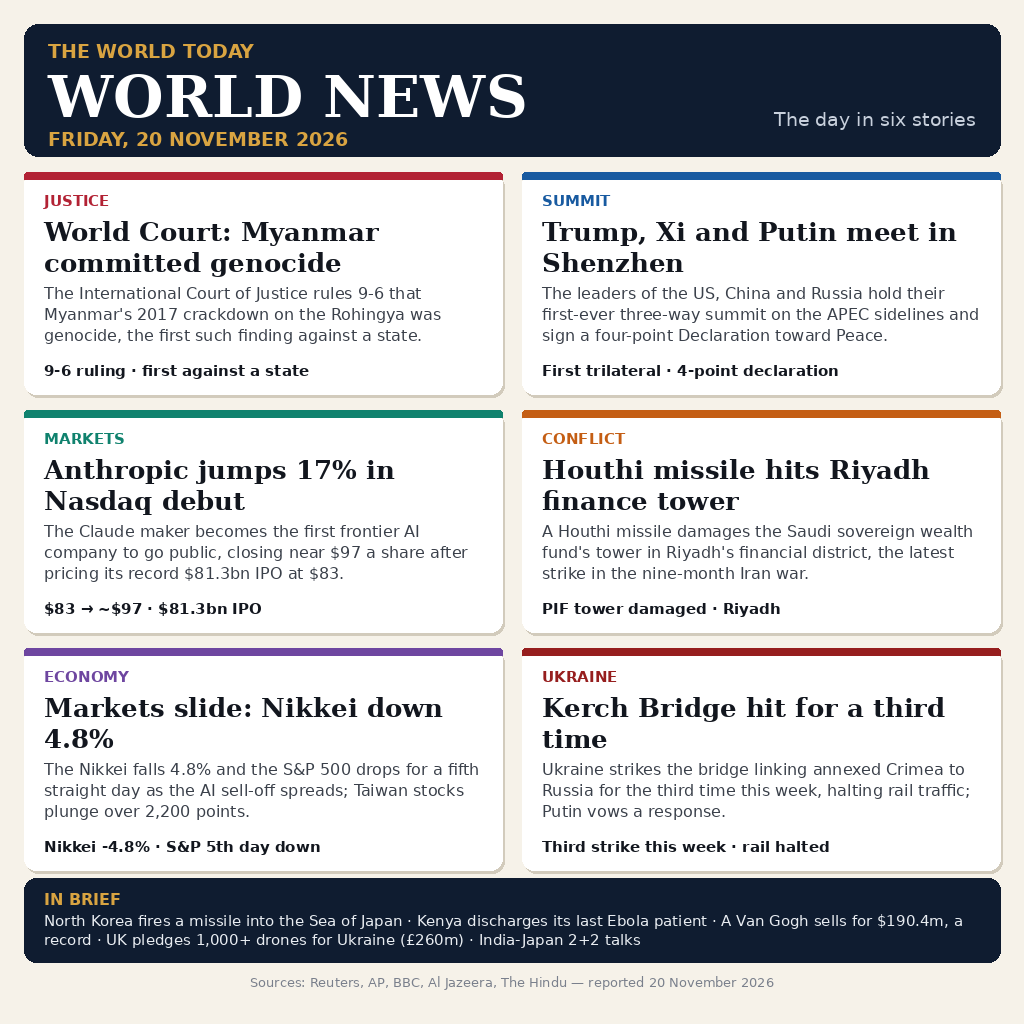 THE WORLD TODAY
WORLD NEWS
FRIDAY, 20 NOVEMBER 2026
The day in six stories
JUSTICE
World Court: Myanmar
committed genocide
The International Court of Justice rules 9-6 that
Myanmar's 2017 crackdown on the Rohingya was
genocide, the first such finding against a state.
9-6 ruling · first against a state
SUMMIT
Trump, Xi and Putin meet in
Shenzhen
The leaders of the US, China and Russia hold their
first-ever three-way summit on the APEC sidelines and
sign a four-point Declaration toward Peace.
First trilateral · 4-point declaration
MARKETS
Anthropic jumps 17% in
Nasdaq debut
The Claude maker becomes the first frontier AI
company to go public, closing near $97 a share after
pricing its record $81.3bn IPO at $83.
$83 → ~$97 · $81.3bn IPO
CONFLICT
Houthi missile hits Riyadh
finance tower
A Houthi missile damages the Saudi sovereign wealth
fund's tower in Riyadh's financial district, the latest
strike in the nine-month Iran war.
PIF tower damaged · Riyadh
ECONOMY
Markets slide: Nikkei down
4.8%
The Nikkei falls 4.8% and the S&P 500 drops for a fifth
straight day as the AI sell-off spreads; Taiwan stocks
plunge over 2,200 points.
Nikkei -4.8% · S&P 5th day down
UKRAINE
Kerch Bridge hit for a third
time
Ukraine strikes the bridge linking annexed Crimea to
Russia for the third time this week, halting rail traffic;
Putin vows a response.
Third strike this week · rail halted
IN BRIEF
North Korea fires a missile into the Sea of Japan · Kenya discharges its last Ebola patient · A Van Gogh sells for $190.4m, a
record · UK pledges 1,000+ drones for Ukraine (£260m) · India-Japan 2+2 talks
Sources: Reuters, AP, BBC, Al Jazeera, The Hindu — reported 20 November 2026